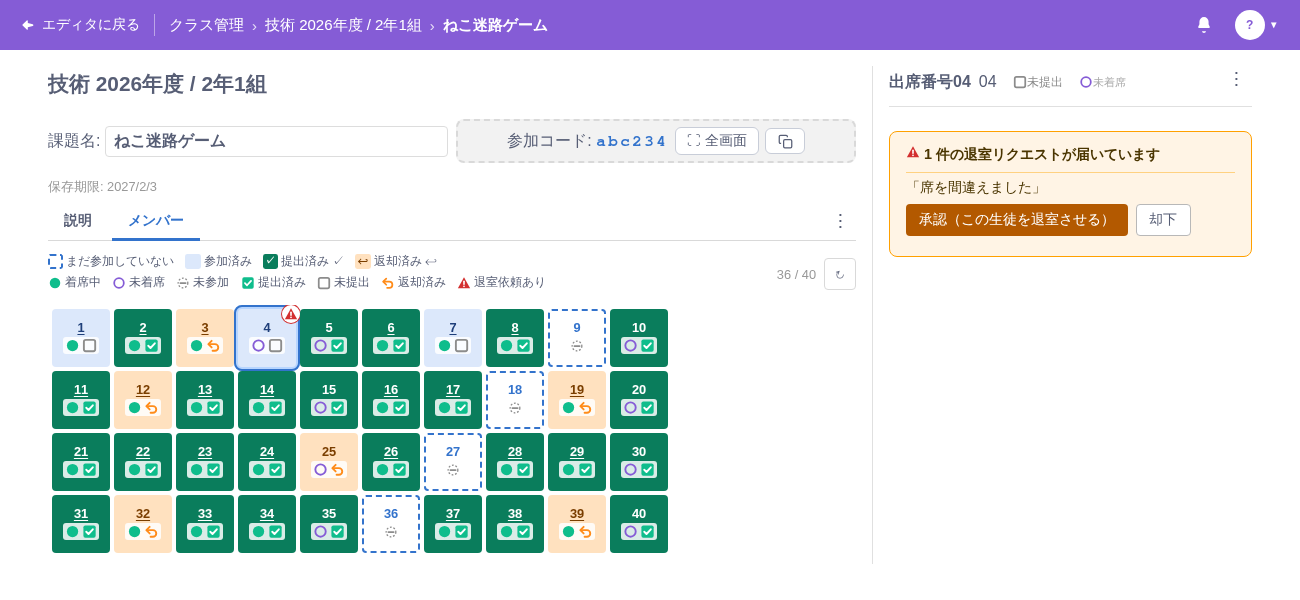 エディタに戻る クラス管理 › 技術 2026年度 / 2年1組 › ねこ迷路ゲーム ?
技術 2026年度 / 2年1組
課題名: ねこ迷路ゲーム 参加コード: abc234 全画面
保存期限: 2027/2/3
説明 メンバー
まだ参加していない 参加済み 提出済み ✓ 返却済み ↩
着席中 未着席 未参加 提出済み 未提出 返却済み 退室依頼あり
36 / 40
1 2 3 4 5 6 7 8 9 10
11 12 13 14 15 16 17 18 19 20
21 22 23 24 25 26 27 28 29 30
31 32 33 34 35 36 37 38 39 40
出席番号04 04 未提出 未着席
1 件の退室リクエストが届いています
「席を間違えました」
承認（この生徒を退室させる） 却下